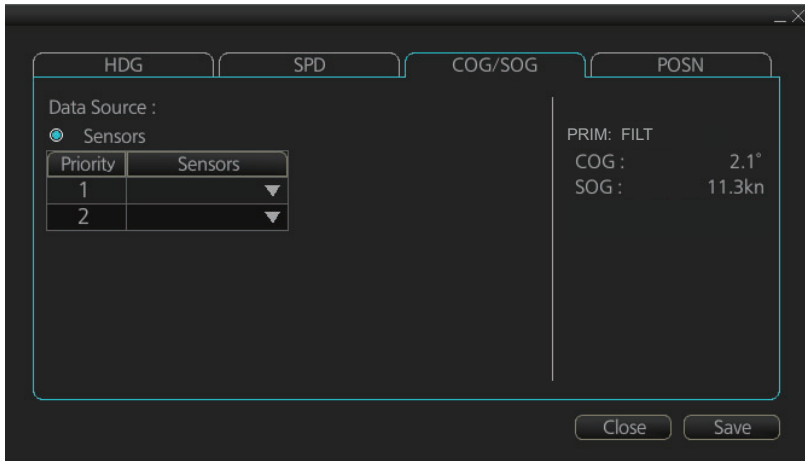 HDG SPD COG/SOG POSN
Data Source :
Sensors
Priority Sensors
1
2
PRIM: FILT
COG : 2.1°
SOG : 11.3kn
Close Save